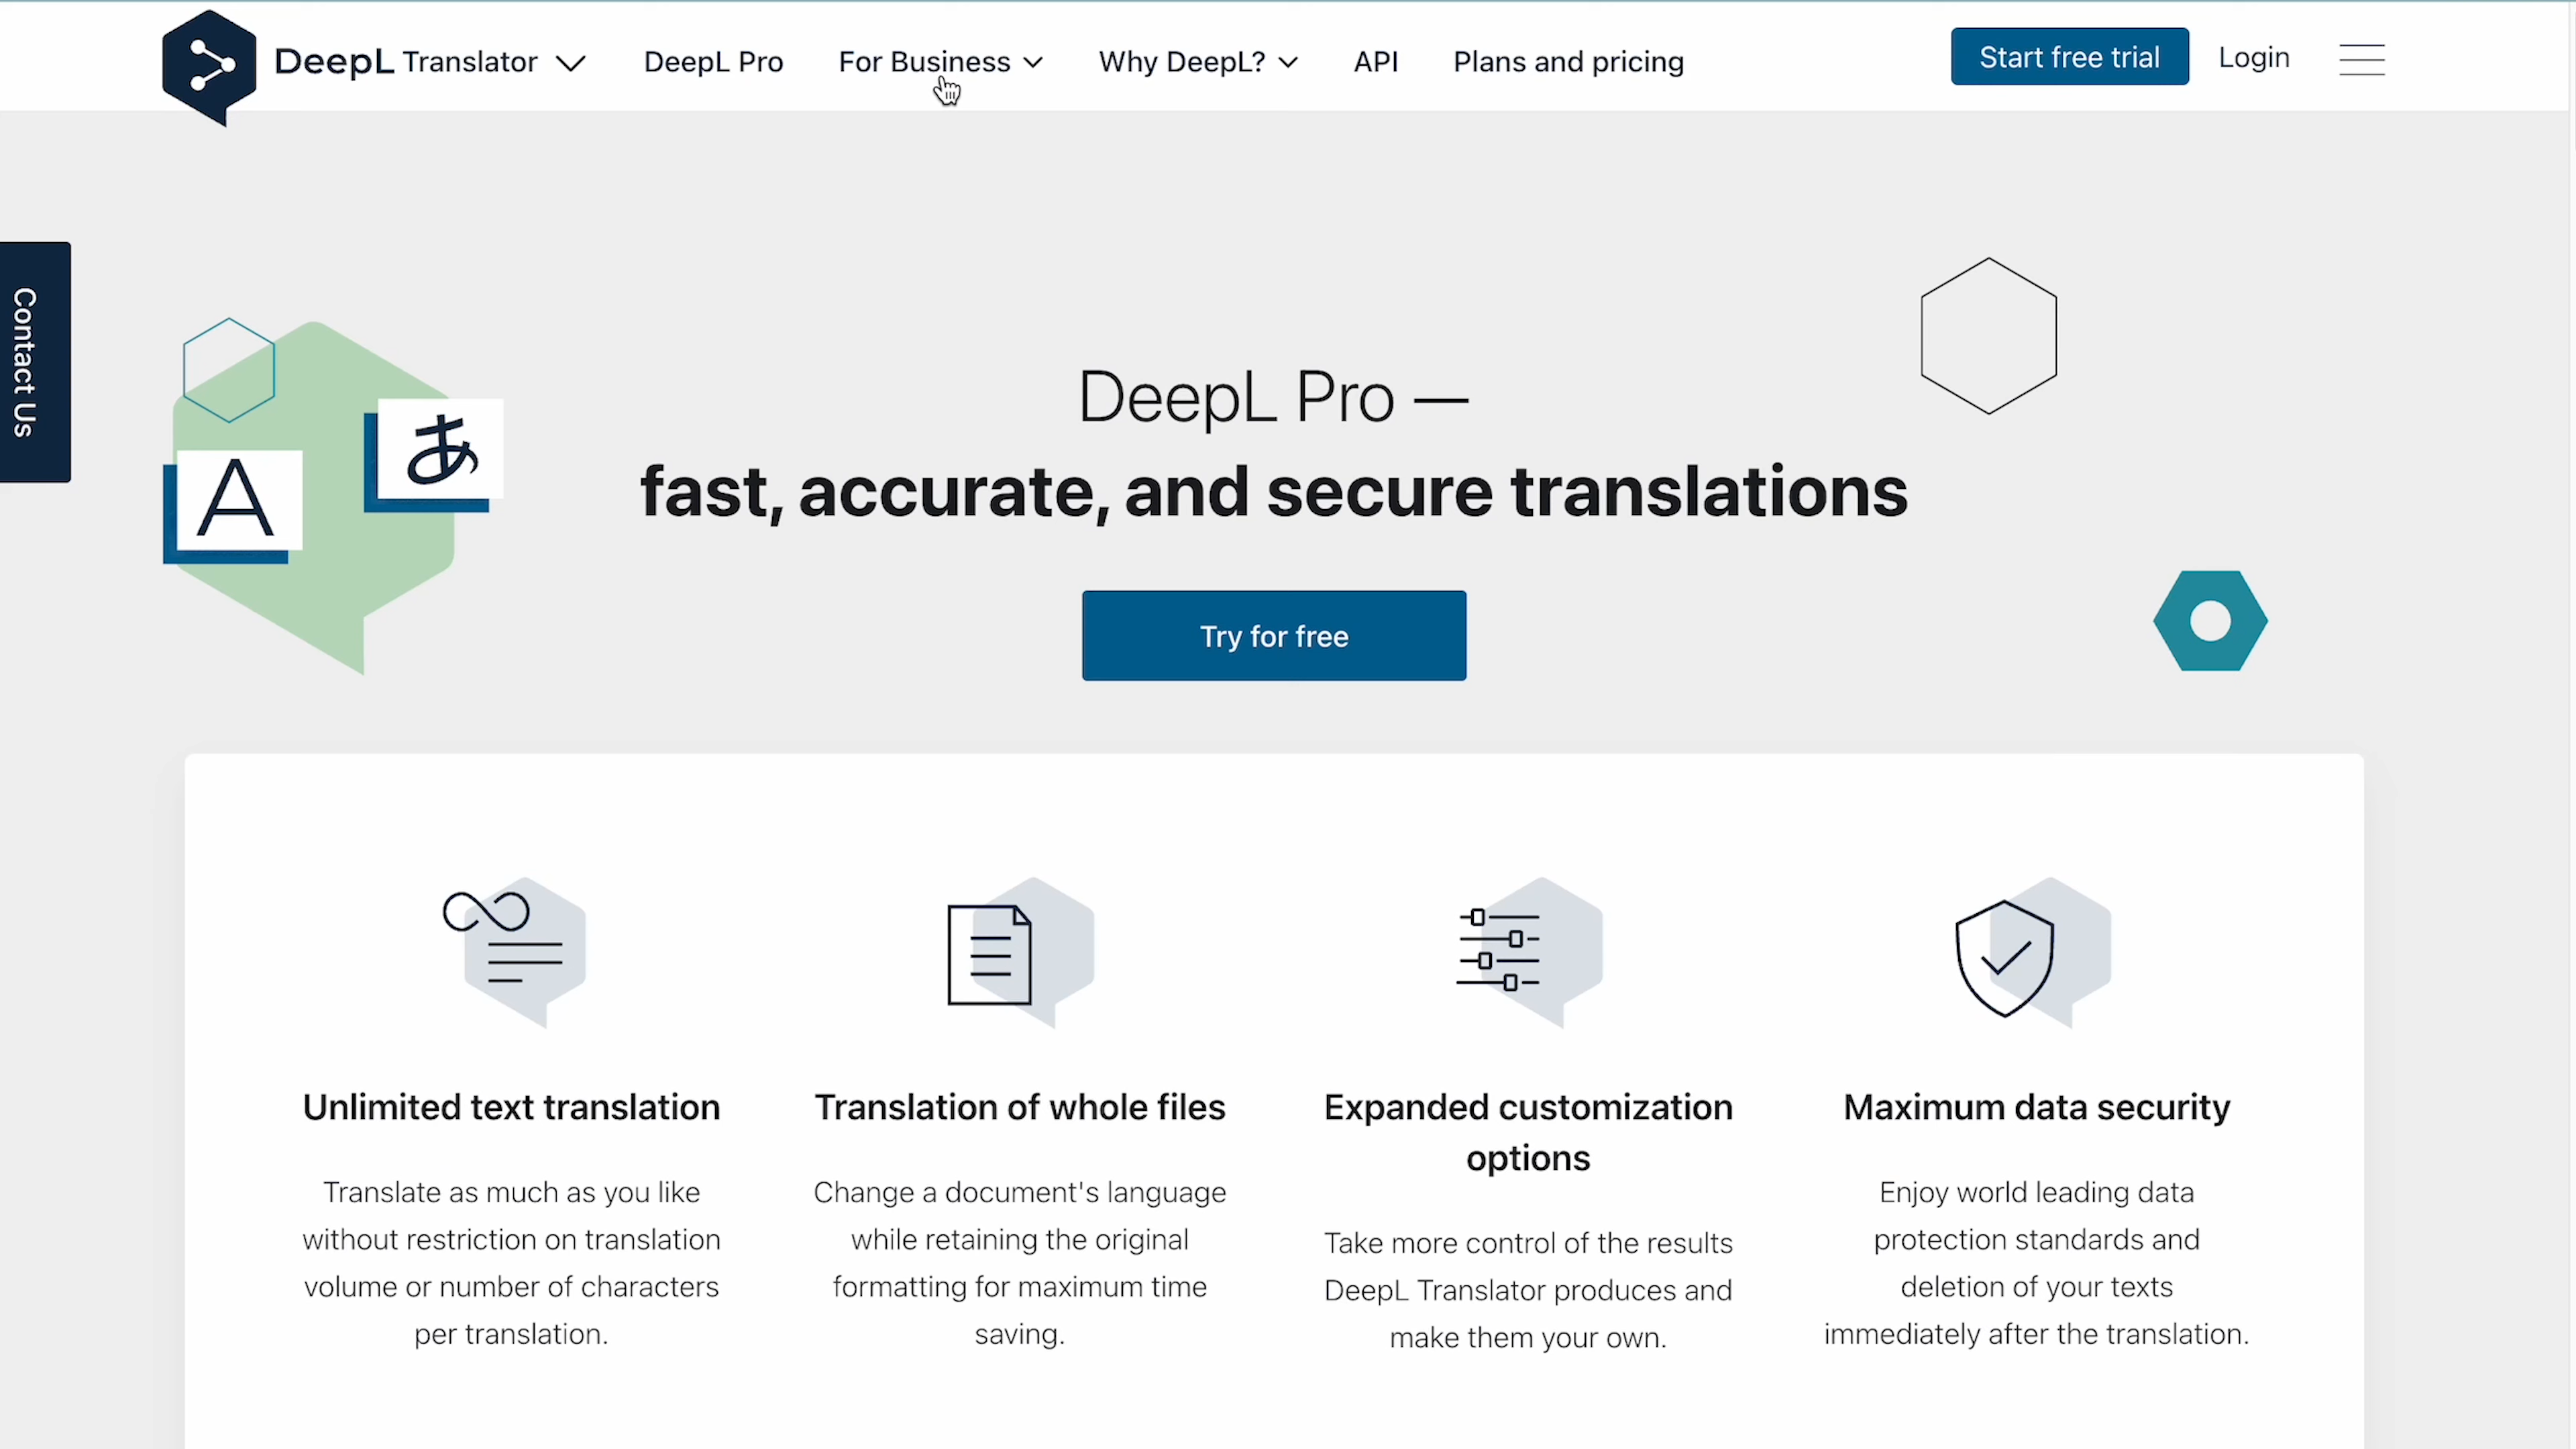 DeepL Translator
DeepL Pro
For Business
Why DeepL?
API
Plans and pricing
Start free trial
Login
Contact Us
A
あ
DeepL Pro —
fast, accurate, and secure translations
Try for free
Unlimited text translation
Translate as much as you like
without restriction on translation
volume or number of characters
per translation.
Translation of whole files
Change a document's language
while retaining the original
formatting for maximum time
saving.
Expanded customization
options
Take more control of the results
DeepL Translator produces and
make them your own.
Maximum data security
Enjoy world leading data
protection standards and
deletion of your texts
immediately after the translation.